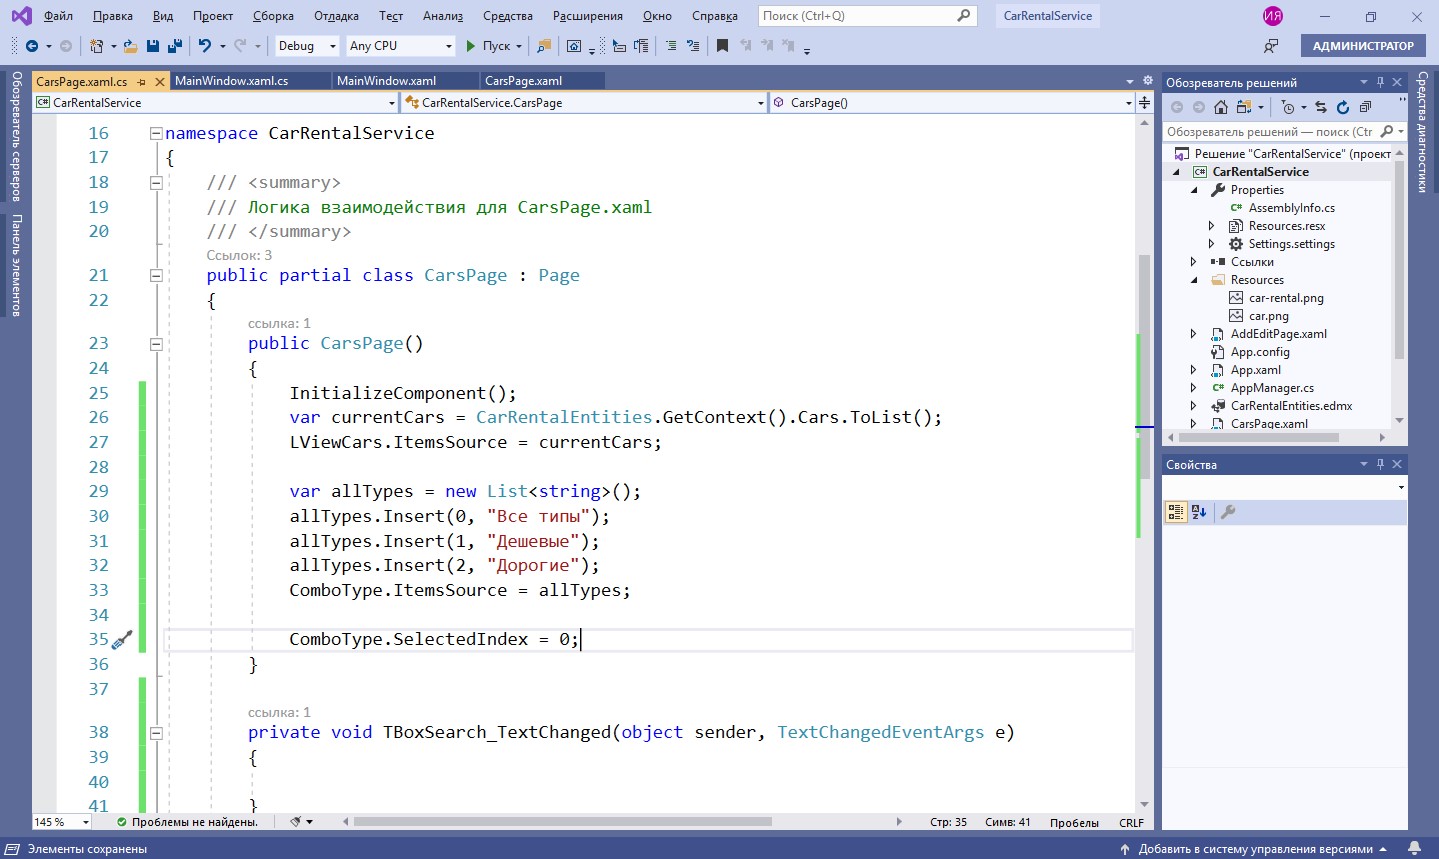 Файл Правка Вид Проект Сборка Отладка Тест Анализ Средства Расширения Окно Справка Поиск (Ctrl+Q) CarRentalService ИЯ
Debug Any CPU Пуск АДМИНИСТРАТОР
Обозреватель серверов
Панель элементов
CarsPage.xaml.cs MainWindow.xaml.cs MainWindow.xaml CarsPage.xaml
CarRentalService CarRentalService.CarsPage CarsPage()
16 namespace CarRentalService
17 {
18 /// <summary>
19 /// Логика взаимодействия для CarsPage.xaml
20 /// </summary>
Ссылок: 3
21 public partial class CarsPage : Page
22 {
ссылка: 1
23 public CarsPage()
24 {
25 InitializeComponent();
26 var currentCars = CarRentalEntities.GetContext().Cars.ToList();
27 LViewCars.ItemsSource = currentCars;
28
29 var allTypes = new List<string>();
30 allTypes.Insert(0, "Все типы");
31 allTypes.Insert(1, "Дешевые");
32 allTypes.Insert(2, "Дорогие");
33 ComboType.ItemsSource = allTypes;
34
35 ComboType.SelectedIndex = 0;
36 }
37
ссылка: 1
38 private void TBoxSearch_TextChanged(object sender, TextChangedEventArgs e)
39 {
40
41 }
145 % Проблемы не найдены. Стр: 35 Симв: 41 Пробелы CRLF
Обозреватель решений
Обозреватель решений — поиск (Ctr
Решение "CarRentalService" (проект
CarRentalService
Properties
AssemblyInfo.cs
Resources.resx
Settings.settings
Ссылки
Resources
car-rental.png
car.png
AddEditPage.xaml
App.config
App.xaml
AppManager.cs
CarRentalEntities.edmx
CarsPage.xaml
Свойства
Средства диагностики
Элементы сохранены Добавить в систему управления версиями